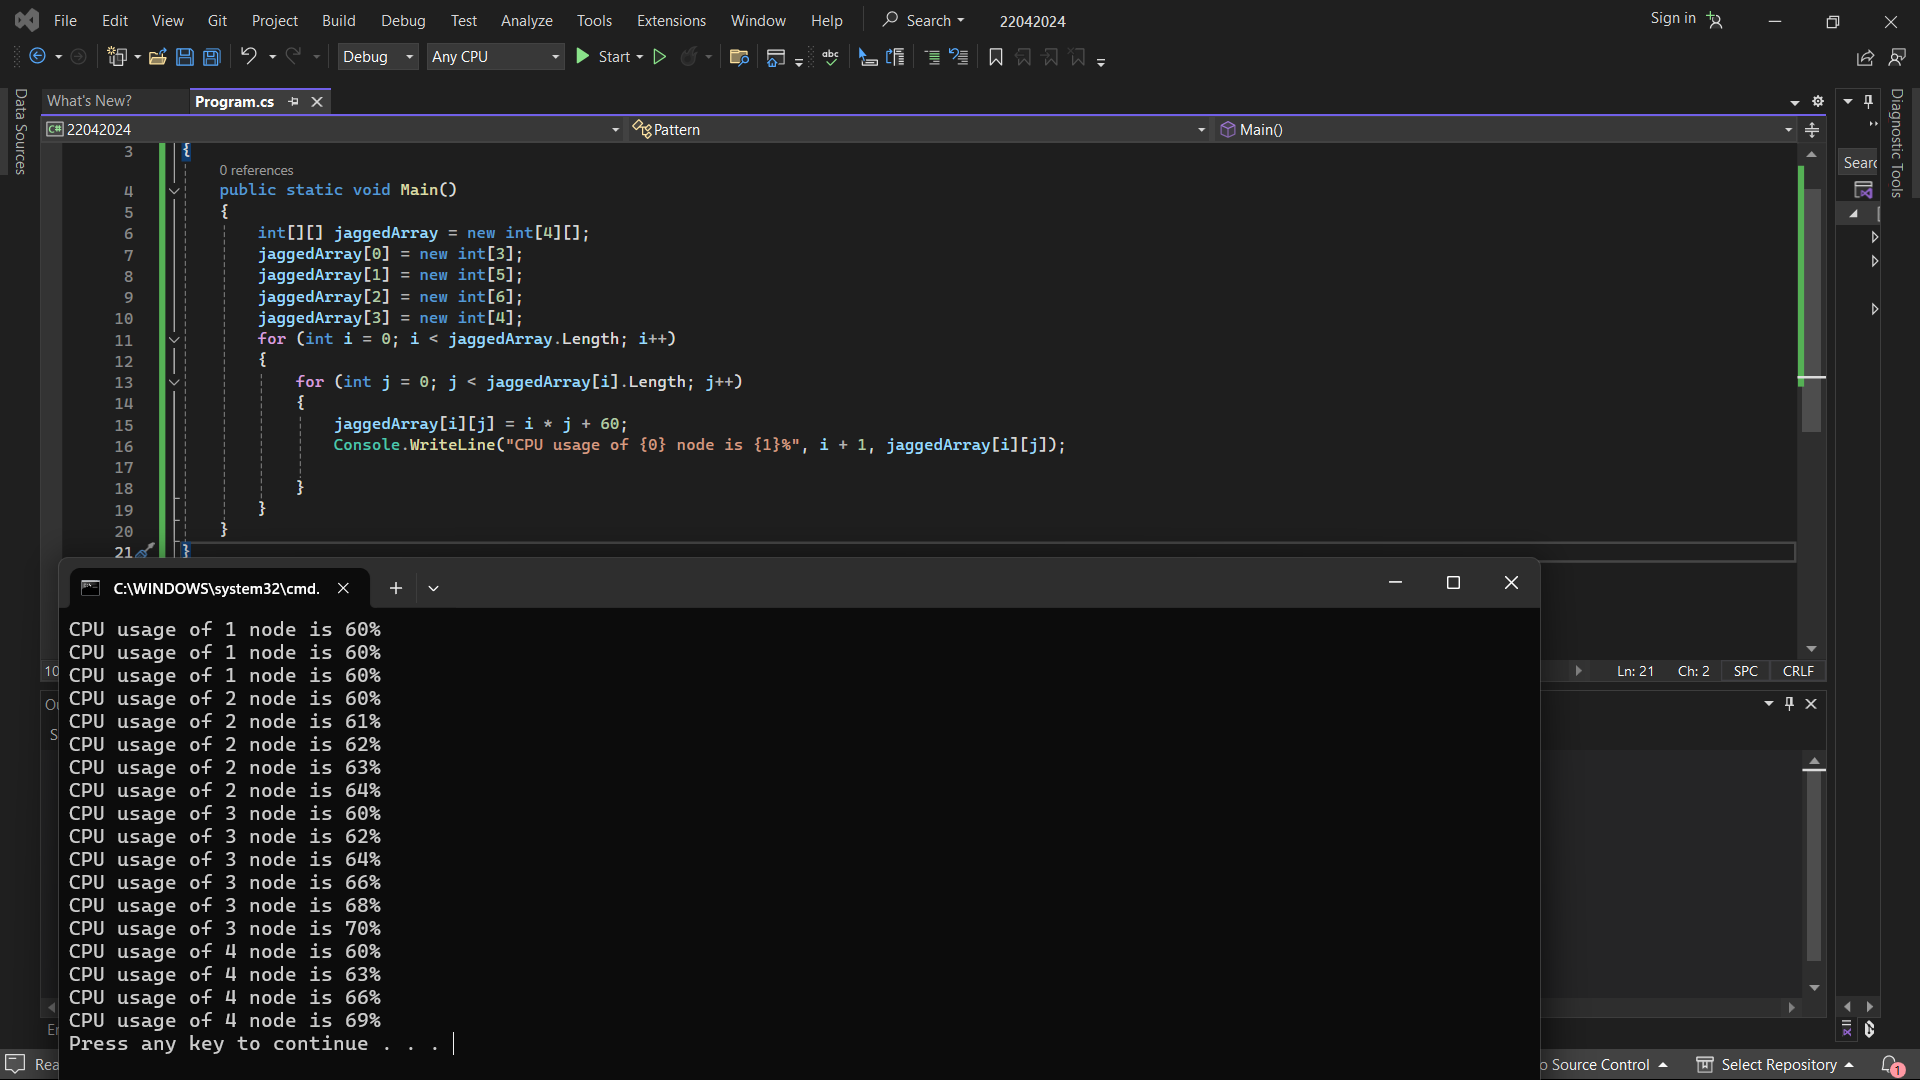 File Edit View Git Project Build Debug Test Analyze Tools Extensions Window Help Search 22042024 Sign in
Debug Any CPU Start
Data Sources
What's New? Program.cs
22042024 Pattern Main()
Diagnostic Tools
3 {
0 references
4 public static void Main()
5 {
6 int[][] jaggedArray = new int[4][];
7 jaggedArray[0] = new int[3];
8 jaggedArray[1] = new int[5];
9 jaggedArray[2] = new int[6];
10 jaggedArray[3] = new int[4];
11 for (int i = 0; i < jaggedArray.Length; i++)
12 {
13 for (int j = 0; j < jaggedArray[i].Length; j++)
14 {
15 jaggedArray[i][j] = i * j + 60;
16 Console.WriteLine("CPU usage of {0} node is {1}%", i + 1, jaggedArray[i][j]);
17
18 }
19 }
20 }
21 }
Ln: 21 Ch: 2 SPC CRLF
C:\WINDOWS\system32\cmd.
CPU usage of 1 node is 60%
CPU usage of 1 node is 60%
CPU usage of 1 node is 60%
CPU usage of 2 node is 60%
CPU usage of 2 node is 61%
CPU usage of 2 node is 62%
CPU usage of 2 node is 63%
CPU usage of 2 node is 64%
CPU usage of 3 node is 60%
CPU usage of 3 node is 62%
CPU usage of 3 node is 64%
CPU usage of 3 node is 66%
CPU usage of 3 node is 68%
CPU usage of 3 node is 70%
CPU usage of 4 node is 60%
CPU usage of 4 node is 63%
CPU usage of 4 node is 66%
CPU usage of 4 node is 69%
Press any key to continue . . .
Source Control Select Repository 1